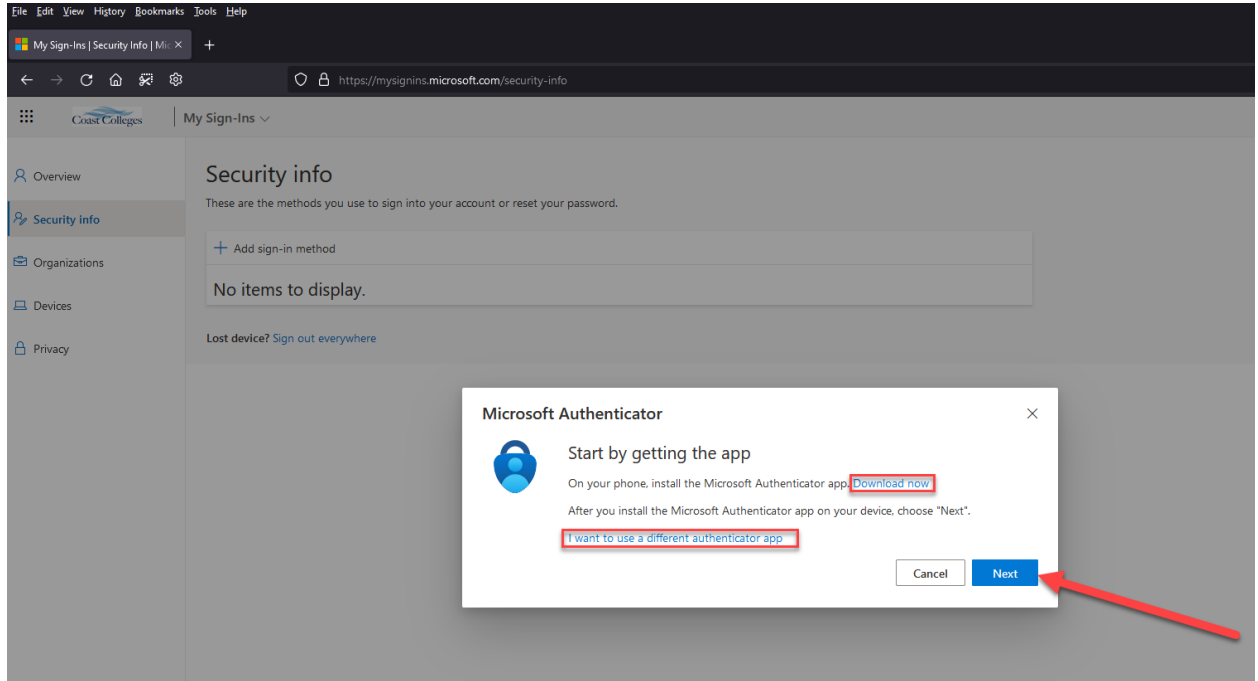 File Edit View History Bookmarks Tools Help
My Sign-Ins | Security Info | Mic
https://mysignins.microsoft.com/security-info
Coast Colleges
My Sign-Ins
Overview
Security info
Organizations
Devices
Privacy
Security info
These are the methods you use to sign into your account or reset your password.
Add sign-in method
No items to display.
Lost device? Sign out everywhere
Microsoft Authenticator
Start by getting the app
On your phone, install the Microsoft Authenticator app. Download now
After you install the Microsoft Authenticator app on your device, choose "Next".
I want to use a different authenticator app
Cancel Next